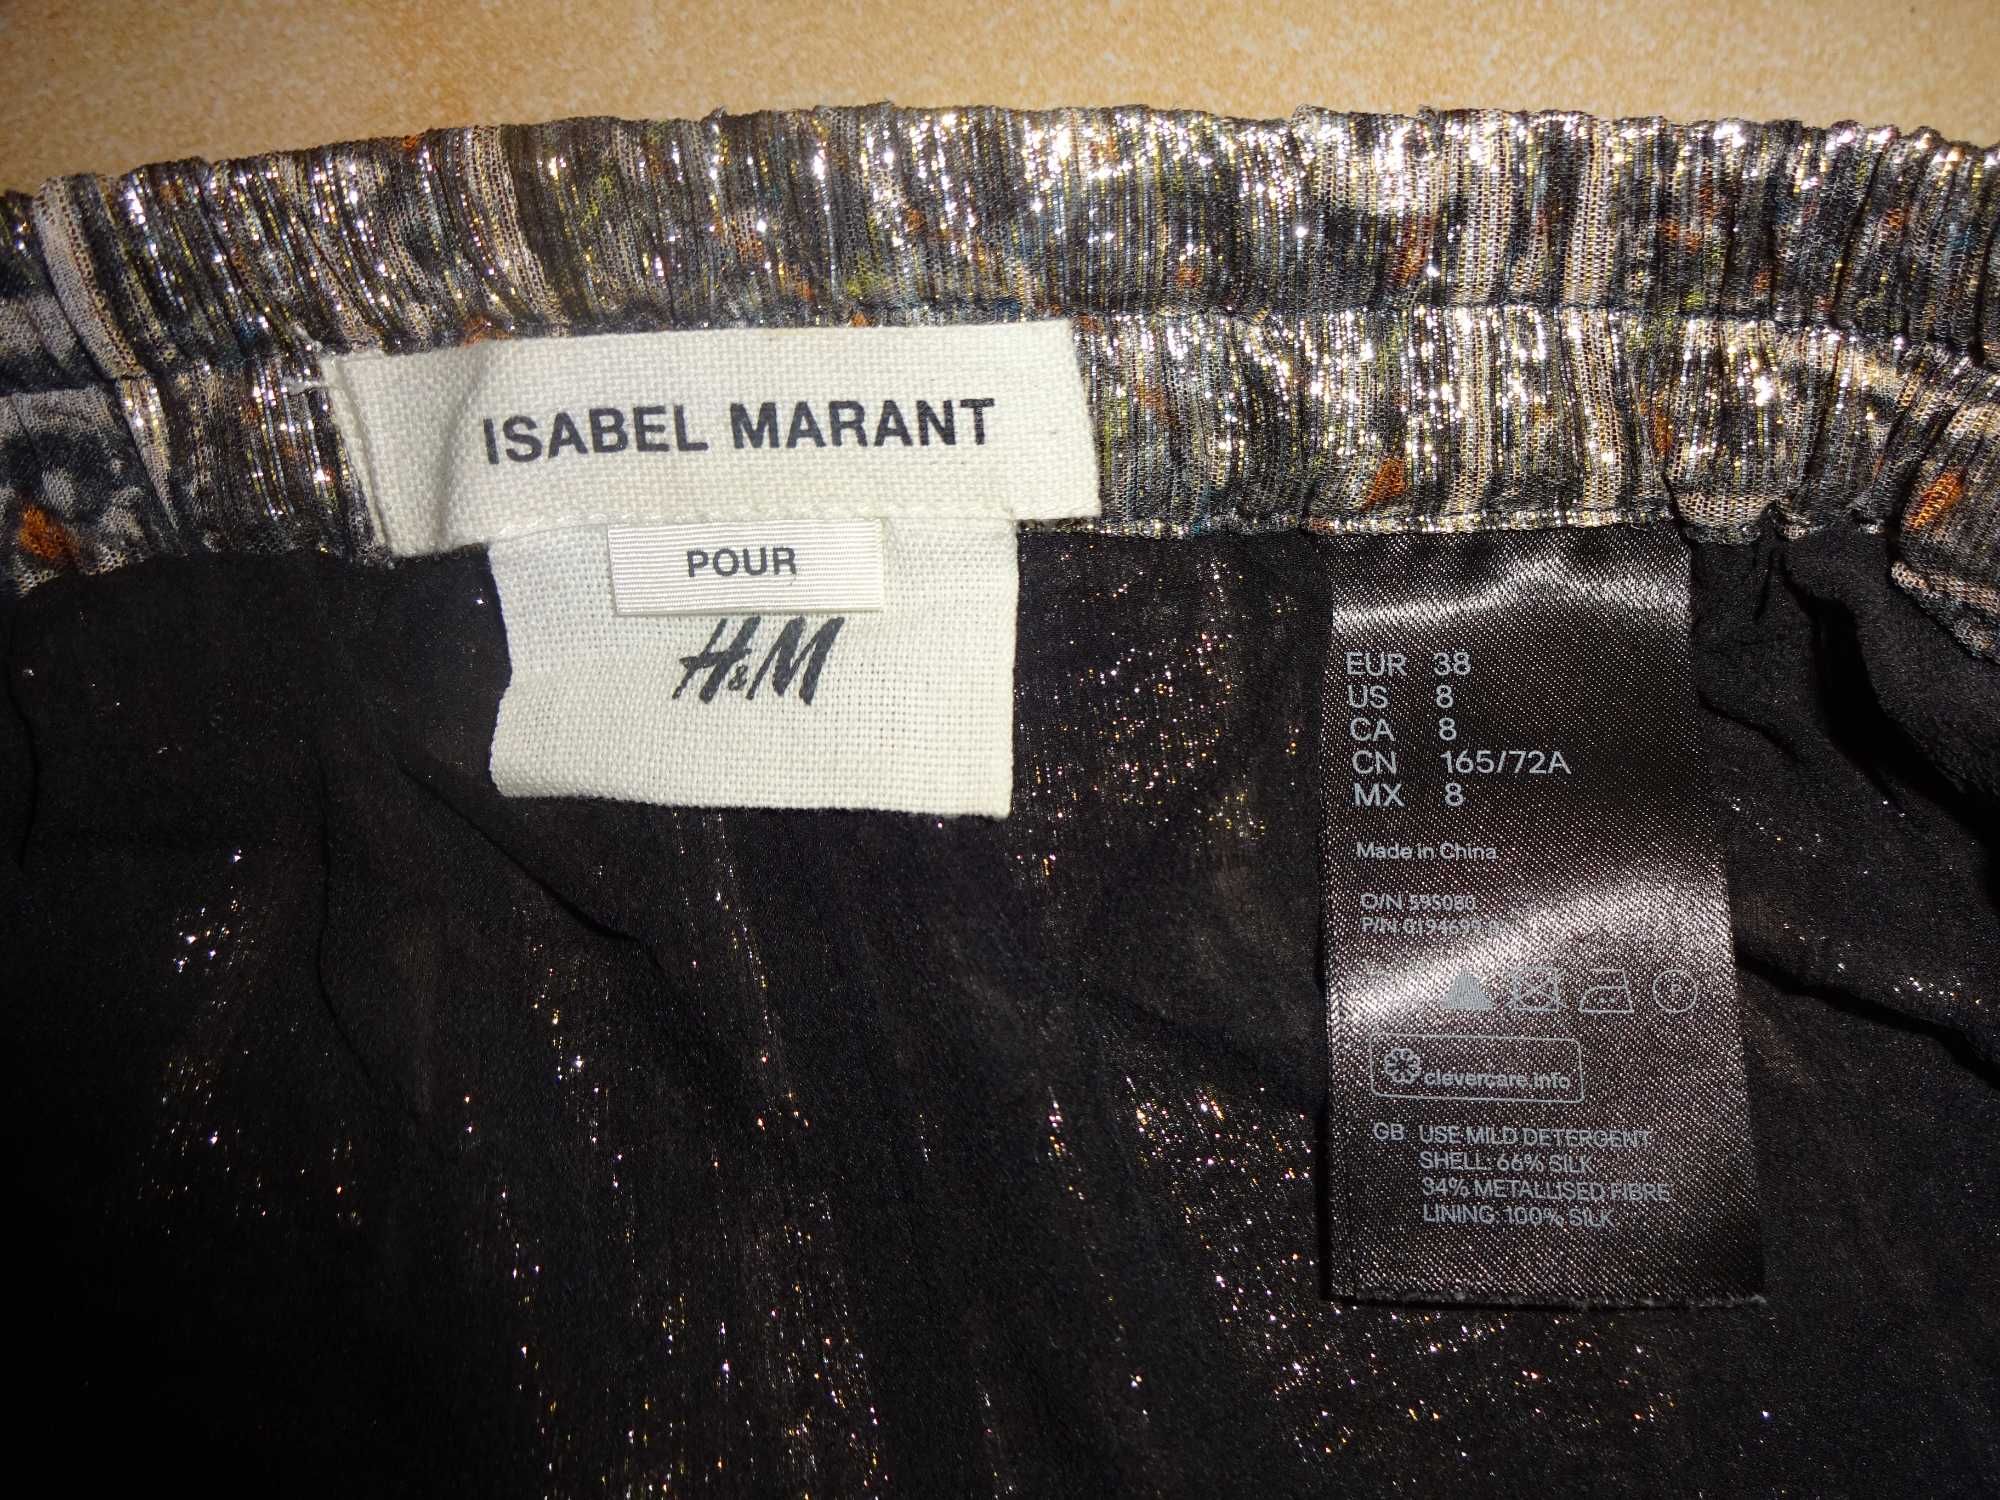 ISABEL MARANT
POUR
H&M
EUR 38
US 8
CA 8
CN 165/72A
MX 8
Made in China
O/N 595080
P/N
clevercare.info
GB USE MILD DETERGENT
SHELL: 66% SILK
34% METALLISED FIBRE
LINING: 100% SILK